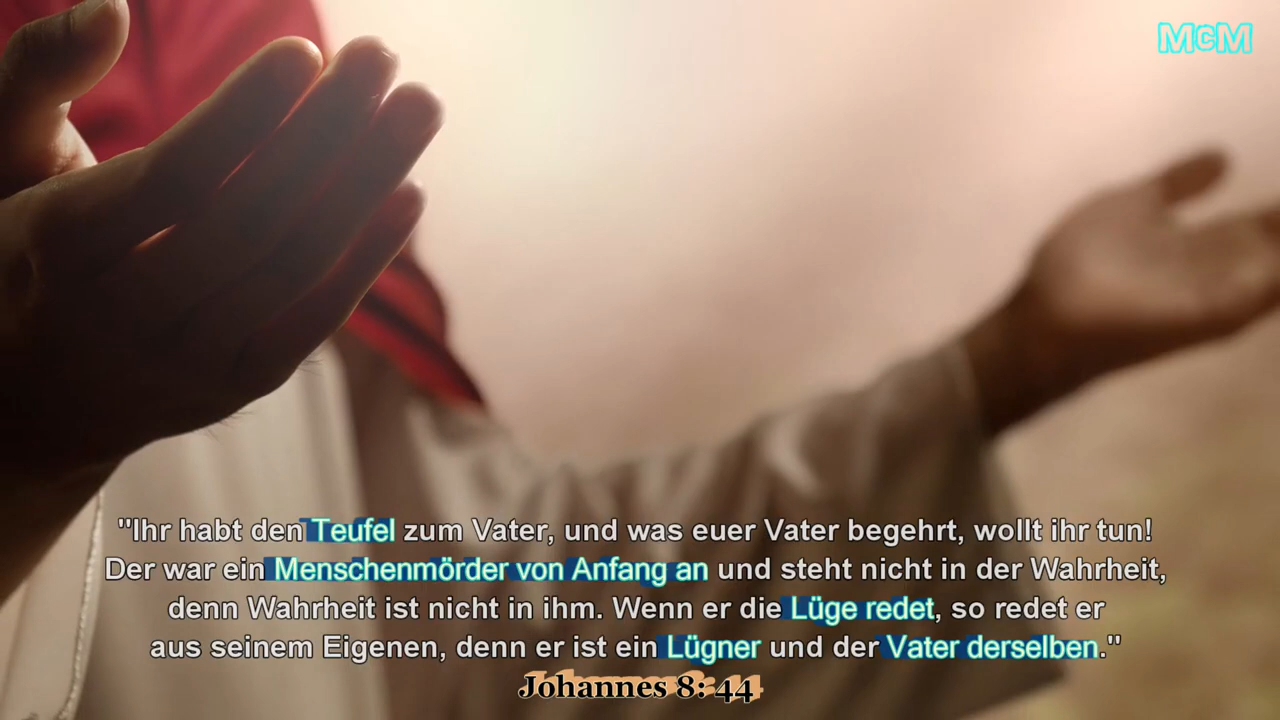 McM
"Ihr habt den Teufel zum Vater, und was euer Vater begehrt, wollt ihr tun!
Der war ein Menschenmörder von Anfang an und steht nicht in der Wahrheit,
denn Wahrheit ist nicht in ihm. Wenn er die Lüge redet, so redet er
aus seinem Eigenen, denn er ist ein Lügner und der Vater derselben."
Johannes 8: 44